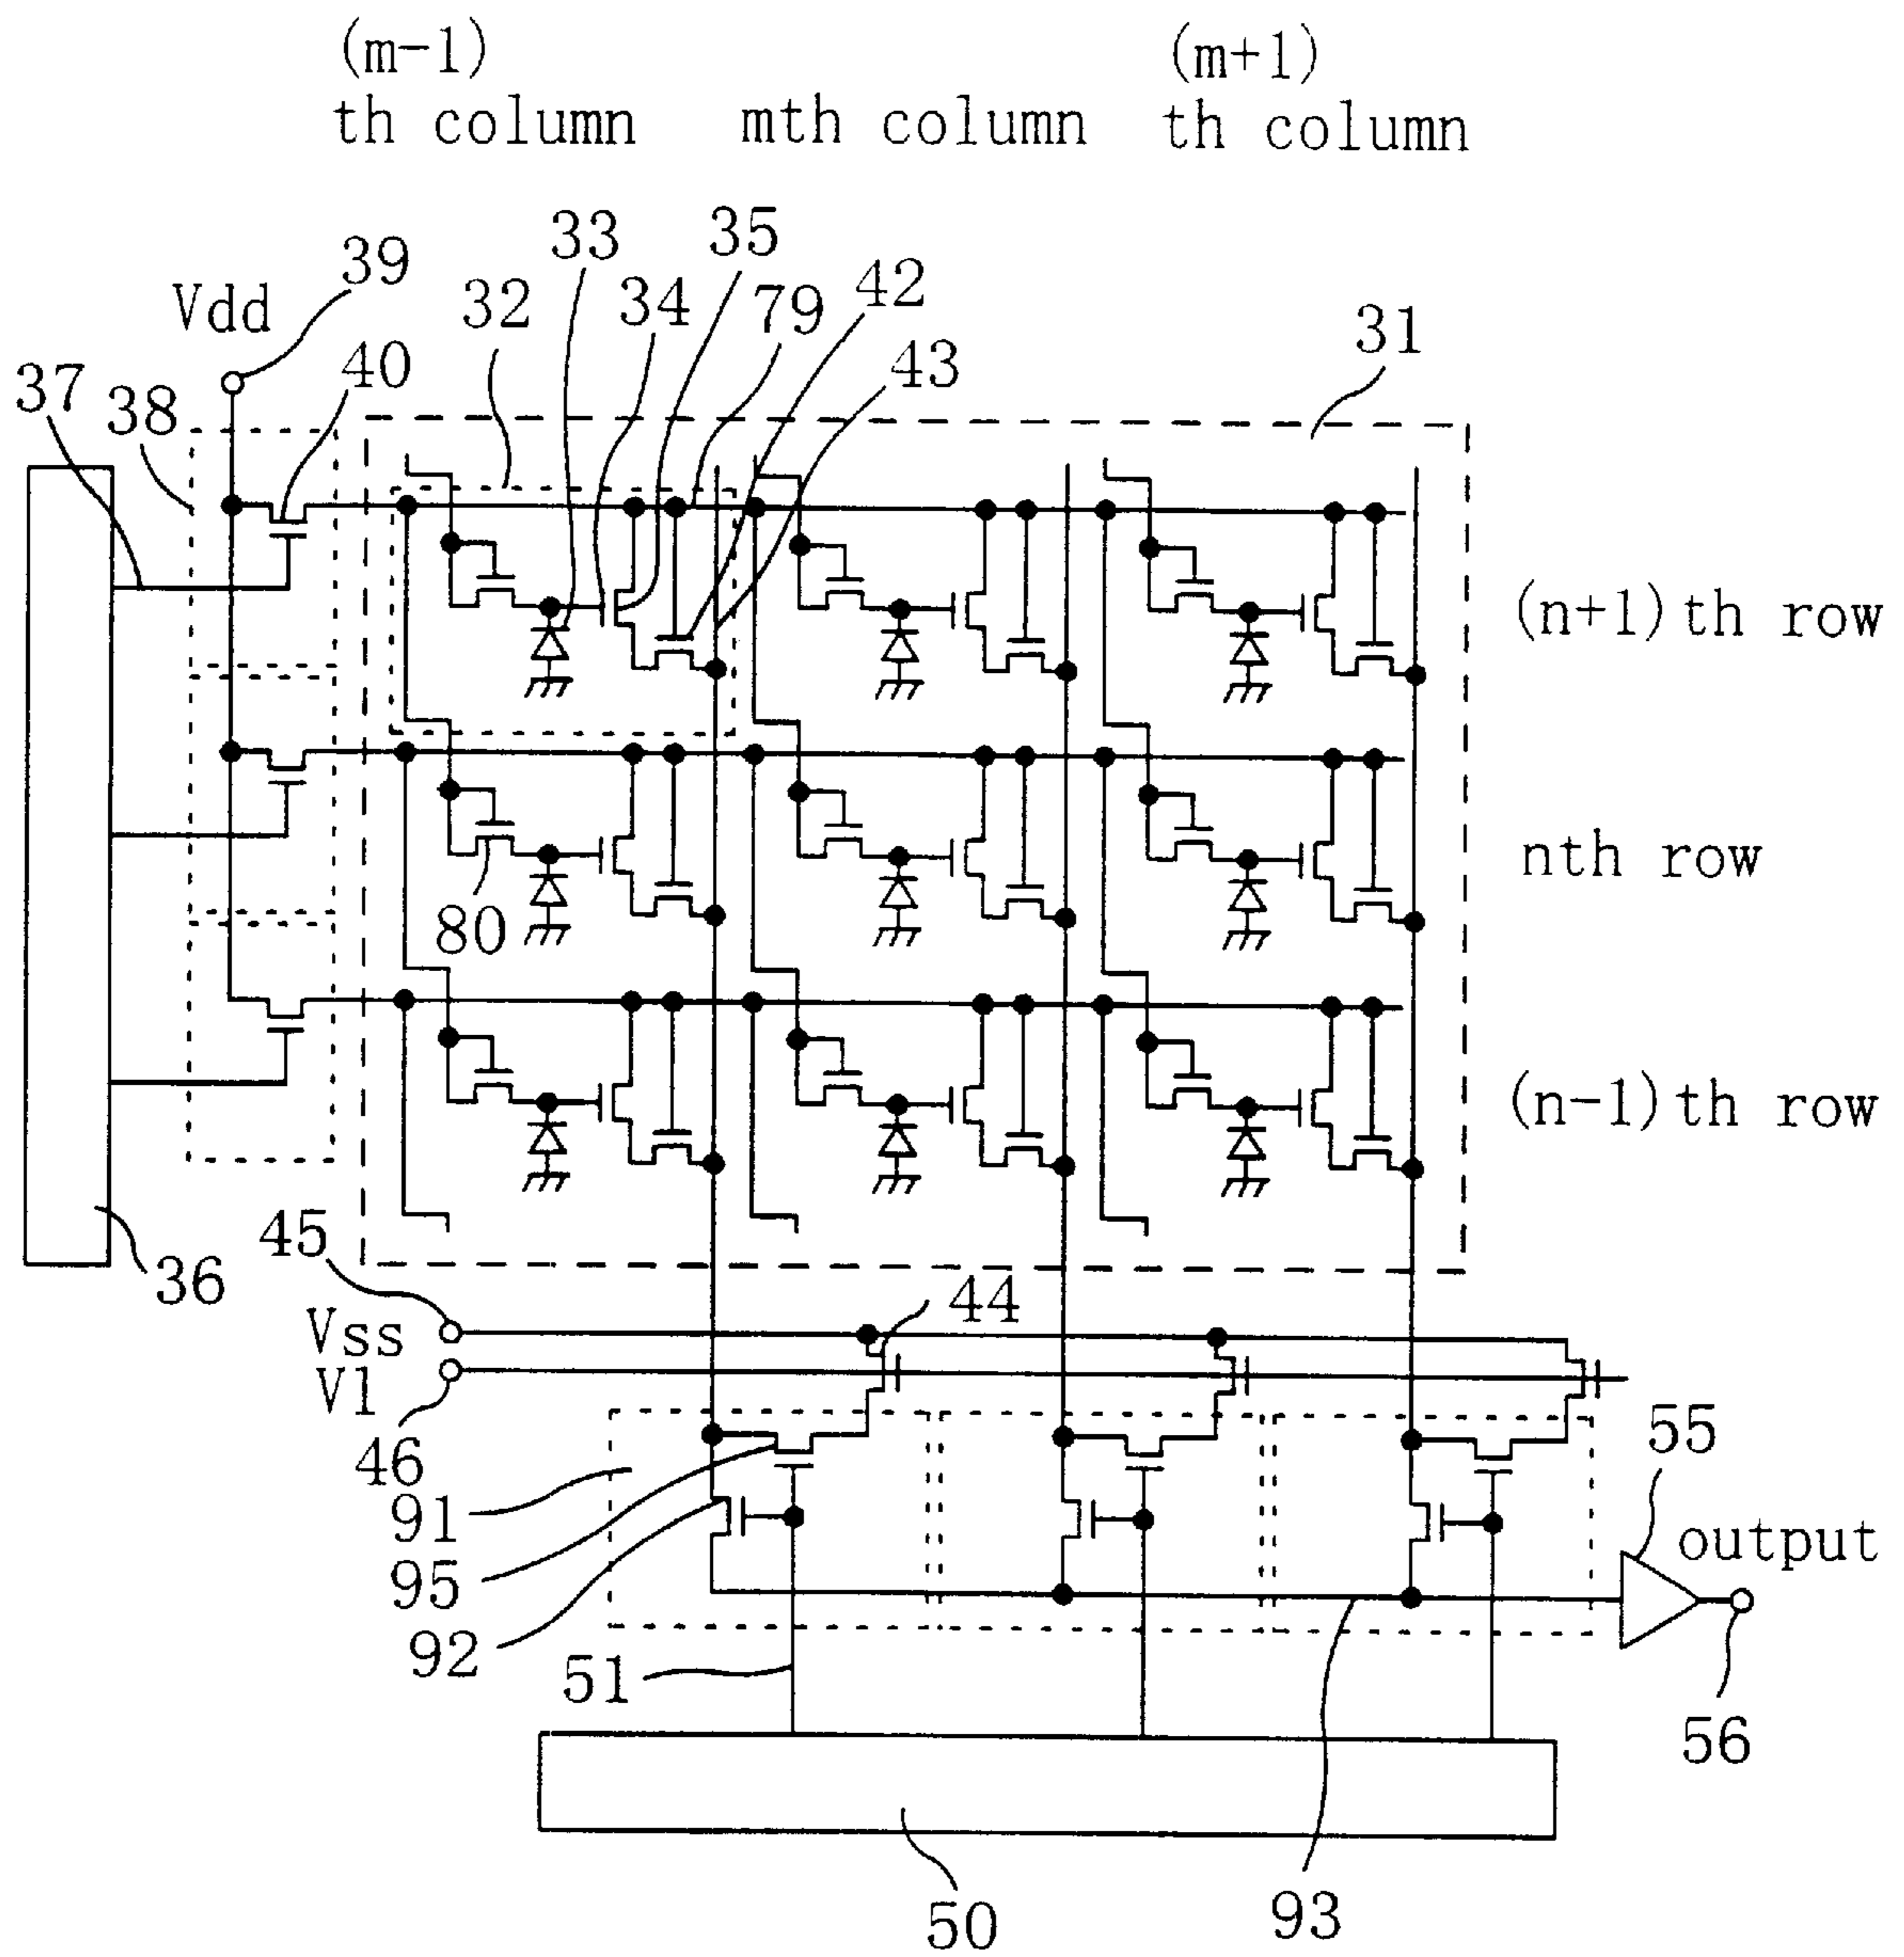 (m-1)
th column
mth column
(m+1)
th column
33
35
39
34
42
Vdd
32
79
31
40
43
37
38
(n+1)th row
nth row
80
(n-1)th row
45
36
44
Vss
V1
46
55
91
output
95
92
51
56
50
93